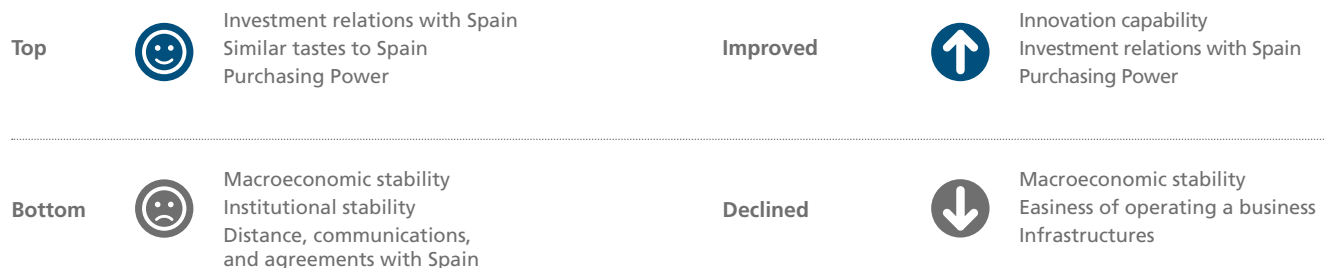 Top
Investment relations with Spain
Similar tastes to Spain
Purchasing Power
Improved
Innovation capability
Investment relations with Spain
Purchasing Power
Bottom
Macroeconomic stability
Institutional stability
Distance, communications,
and agreements with Spain
Declined
Macroeconomic stability
Easiness of operating a business
Infrastructures